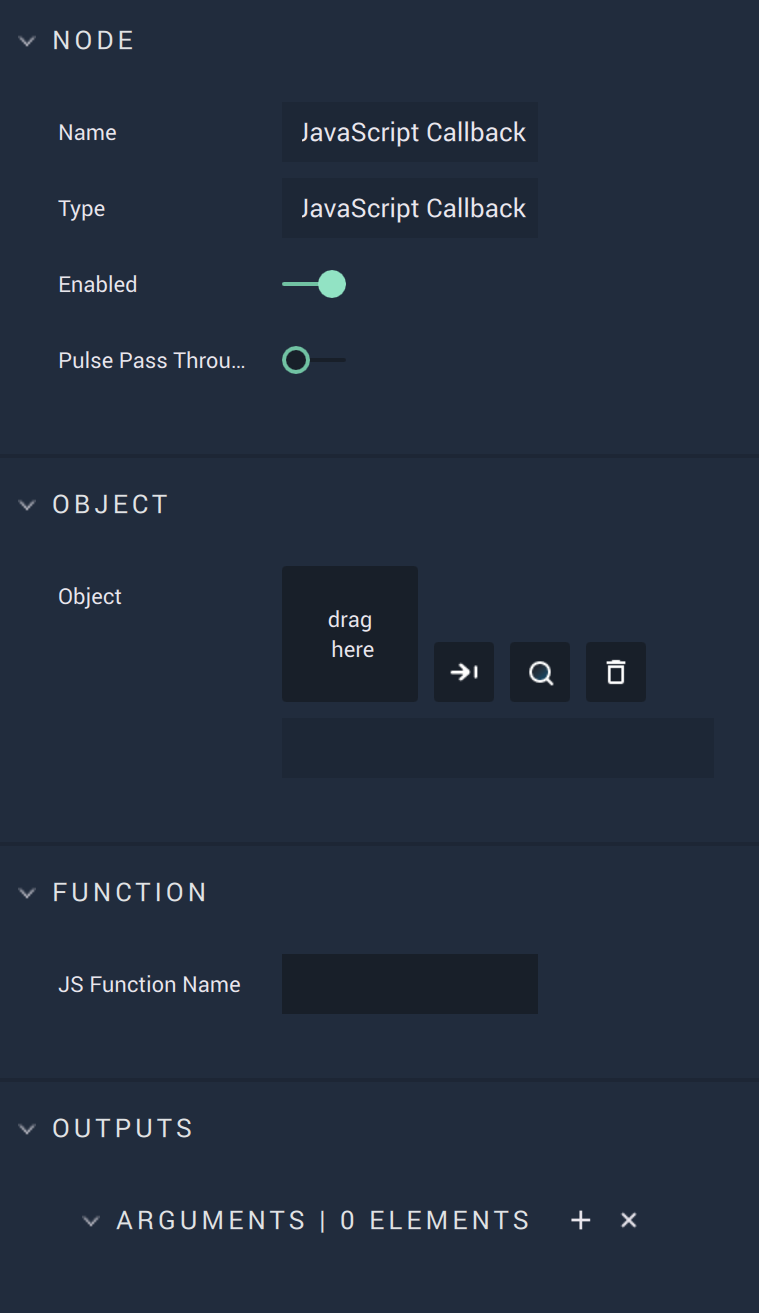 NODE
Name
JavaScript Callback
Type
JavaScript Callback
Enabled
Pulse Pass Throu...
OBJECT
Object
drag
here
FUNCTION
JS Function Name
OUTPUTS
ARGUMENTS | 0 ELEMENTS